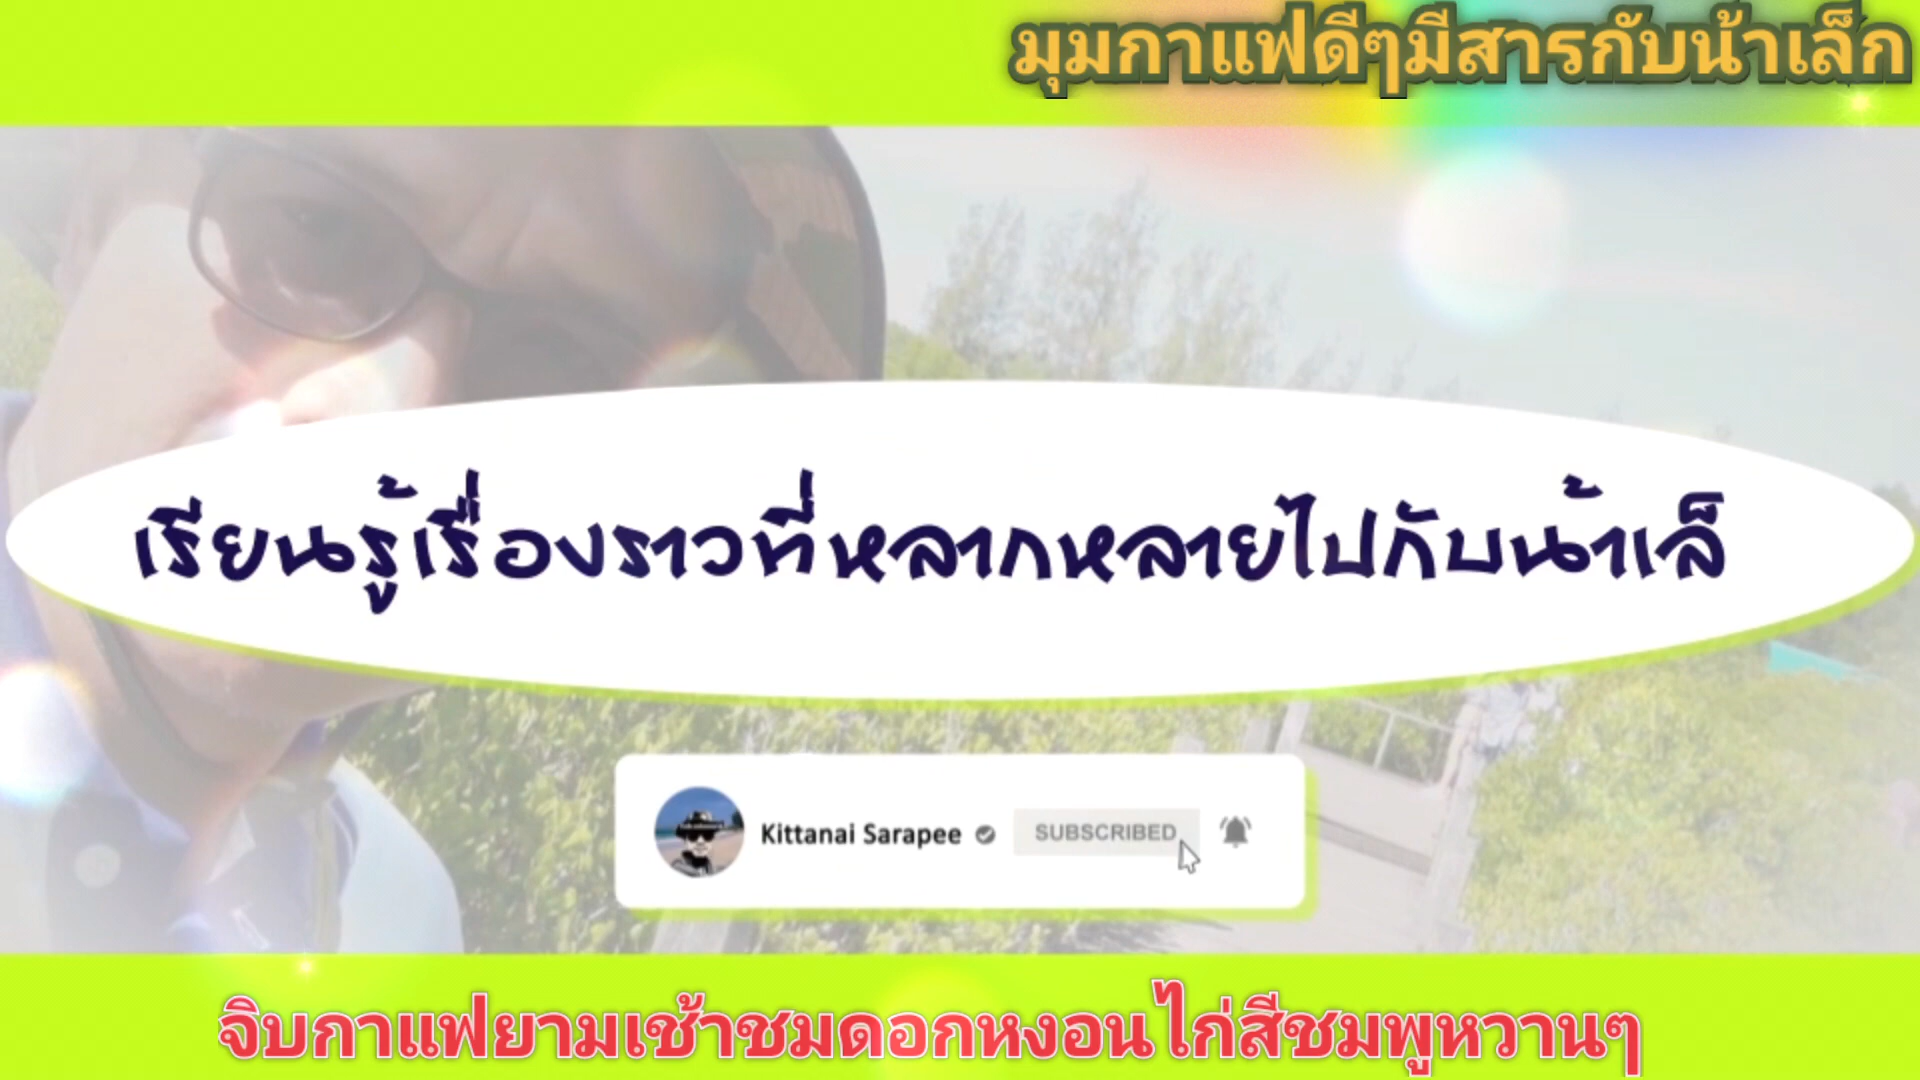 มุมกาแฟดีๆมีสารกับน้าเล็ก
เรียนรู้เรื่องราวที่หลากหลายไปกับน้าเล็
Kittanai Sarapee
SUBSCRIBED
จิบกาแฟยามเช้าชมดอกหงอนไก่สีชมพูหวานๆ